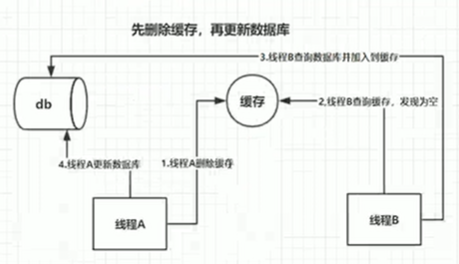 先删除缓存，再更新数据库
3.线程B查询数据库并加入到缓存
db
缓存
2.线程B查询缓存，发现为空
4.线程A更新数据库
1.线程A删除缓存
线程A
线程B